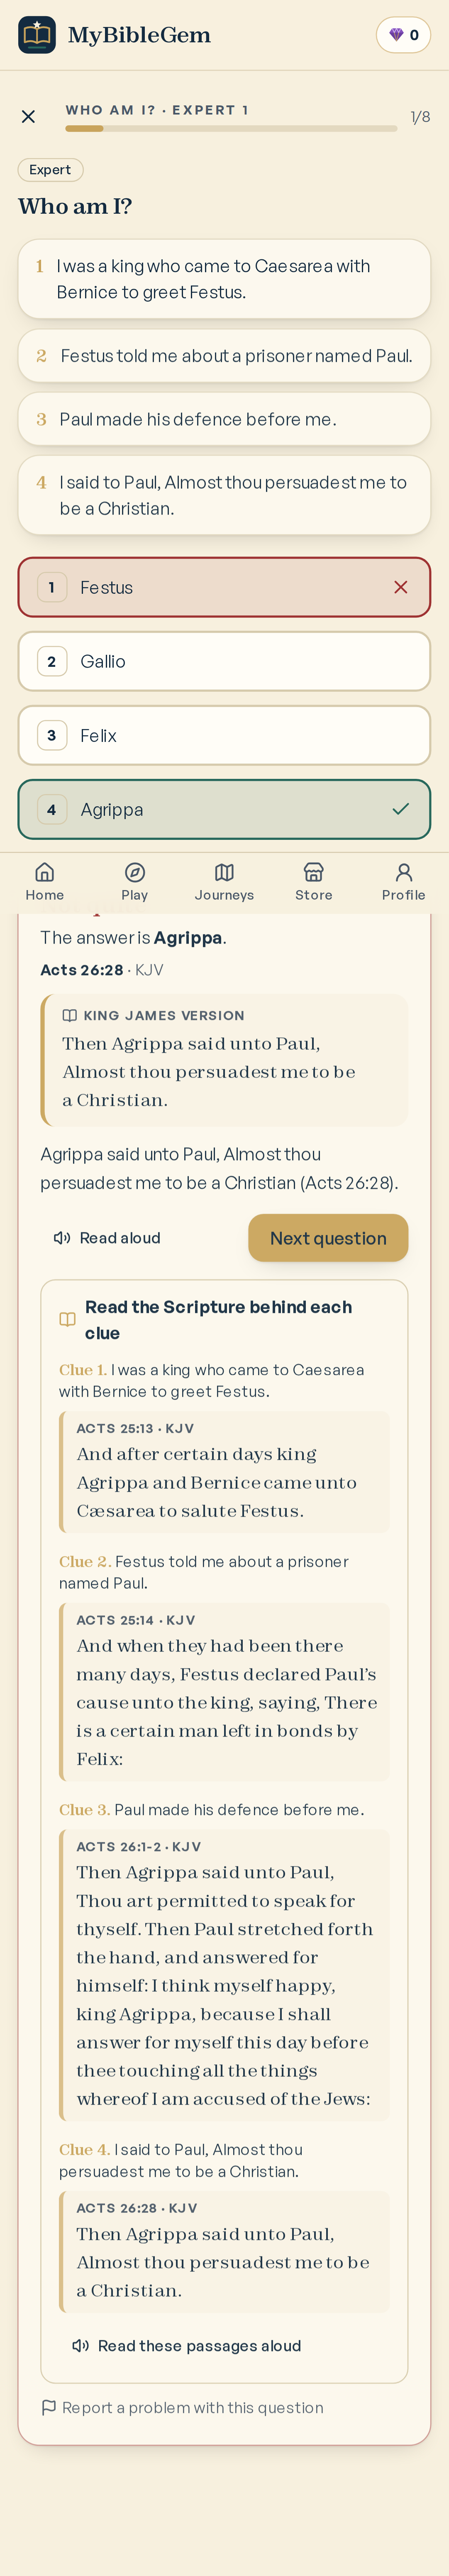 MyBibleGem
0
WHO AM I? · EXPERT 1
1/8
Expert
Who am I?
1 I was a king who came to Caesarea with
Bernice to greet Festus.
2 Festus told me about a prisoner named Paul.
3 Paul made his defence before me.
4 I said to Paul, Almost thou persuadest me to
be a Christian.
1 Festus
2 Gallio
3 Felix
4 Agrippa
Home Play Journeys Store Profile
The answer is Agrippa.
Acts 26:28 · KJV
KING JAMES VERSION
Then Agrippa said unto Paul,
Almost thou persuadest me to be
a Christian.
Agrippa said unto Paul, Almost thou
persuadest me to be a Christian (Acts 26:28).
Read aloud
Next question
Read the Scripture behind each
clue
Clue 1. I was a king who came to Caesarea
with Bernice to greet Festus.
ACTS 25:13 · KJV
And after certain days king
Agrippa and Bernice came unto
Cæsarea to salute Festus.
Clue 2. Festus told me about a prisoner
named Paul.
ACTS 25:14 · KJV
And when they had been there
many days, Festus declared Paul’s
cause unto the king, saying, There
is a certain man left in bonds by
Felix:
Clue 3. Paul made his defence before me.
ACTS 26:1-2 · KJV
Then Agrippa said unto Paul,
Thou art permitted to speak for
thyself. Then Paul stretched forth
the hand, and answered for
himself: I think myself happy,
king Agrippa, because I shall
answer for myself this day before
thee touching all the things
whereof I am accused of the Jews:
Clue 4. I said to Paul, Almost thou
persuadest me to be a Christian.
ACTS 26:28 · KJV
Then Agrippa said unto Paul,
Almost thou persuadest me to be
a Christian.
Read these passages aloud
Report a problem with this question